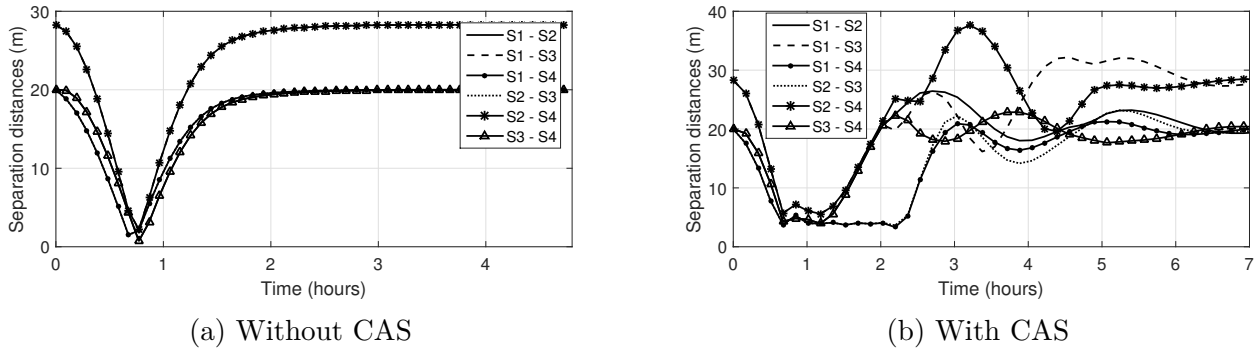 Separation distances (m)
30
20
10
0
S1 - S2
S1 - S3
S1 - S4
S2 - S3
S2 - S4
S3 - S4
0 1 2 3 4
Time (hours)
(a) Without CAS
Separation distances (m)
40
30
20
10
0
S1 - S2
S1 - S3
S1 - S4
S2 - S3
S2 - S4
S3 - S4
0 1 2 3 4 5 6 7
Time (hours)
(b) With CAS